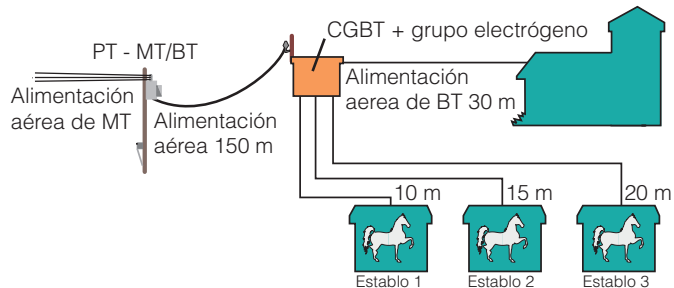 CGBT + grupo electrógeno
PT - MT/BT
Alimentación
aérea de MT
Alimentación
aérea 150 m
Alimentación
aerea de BT 30 m
10 m
15 m
20 m
Establo 1
Establo 2
Establo 3